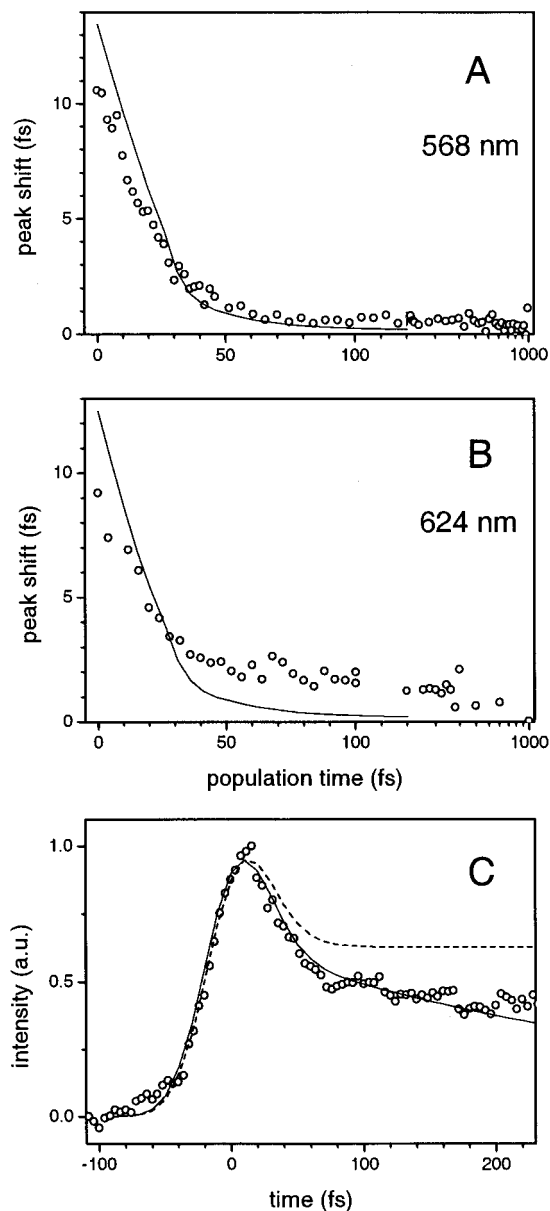 A
568 nm
peak shift (fs)
10
5
0
0
50
100
1000
B
624 nm
peak shift (fs)
10
5
0
0
50
100
1000
population time (fs)
C
intensity (a.u.)
1.0
0.5
0.0
-100
0
100
200
time (fs)